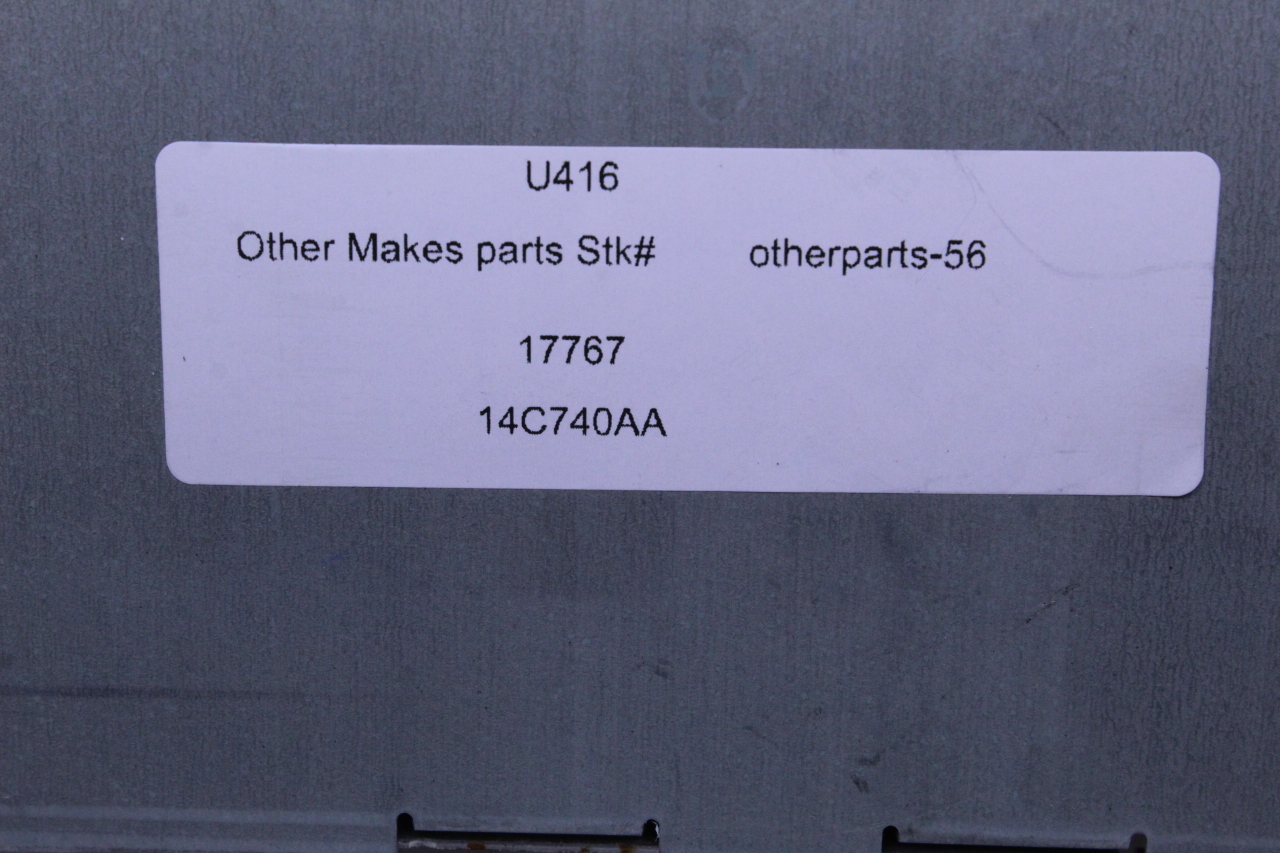 U416
Other Makes parts Stk# otherparts-56
17767
14C740AA